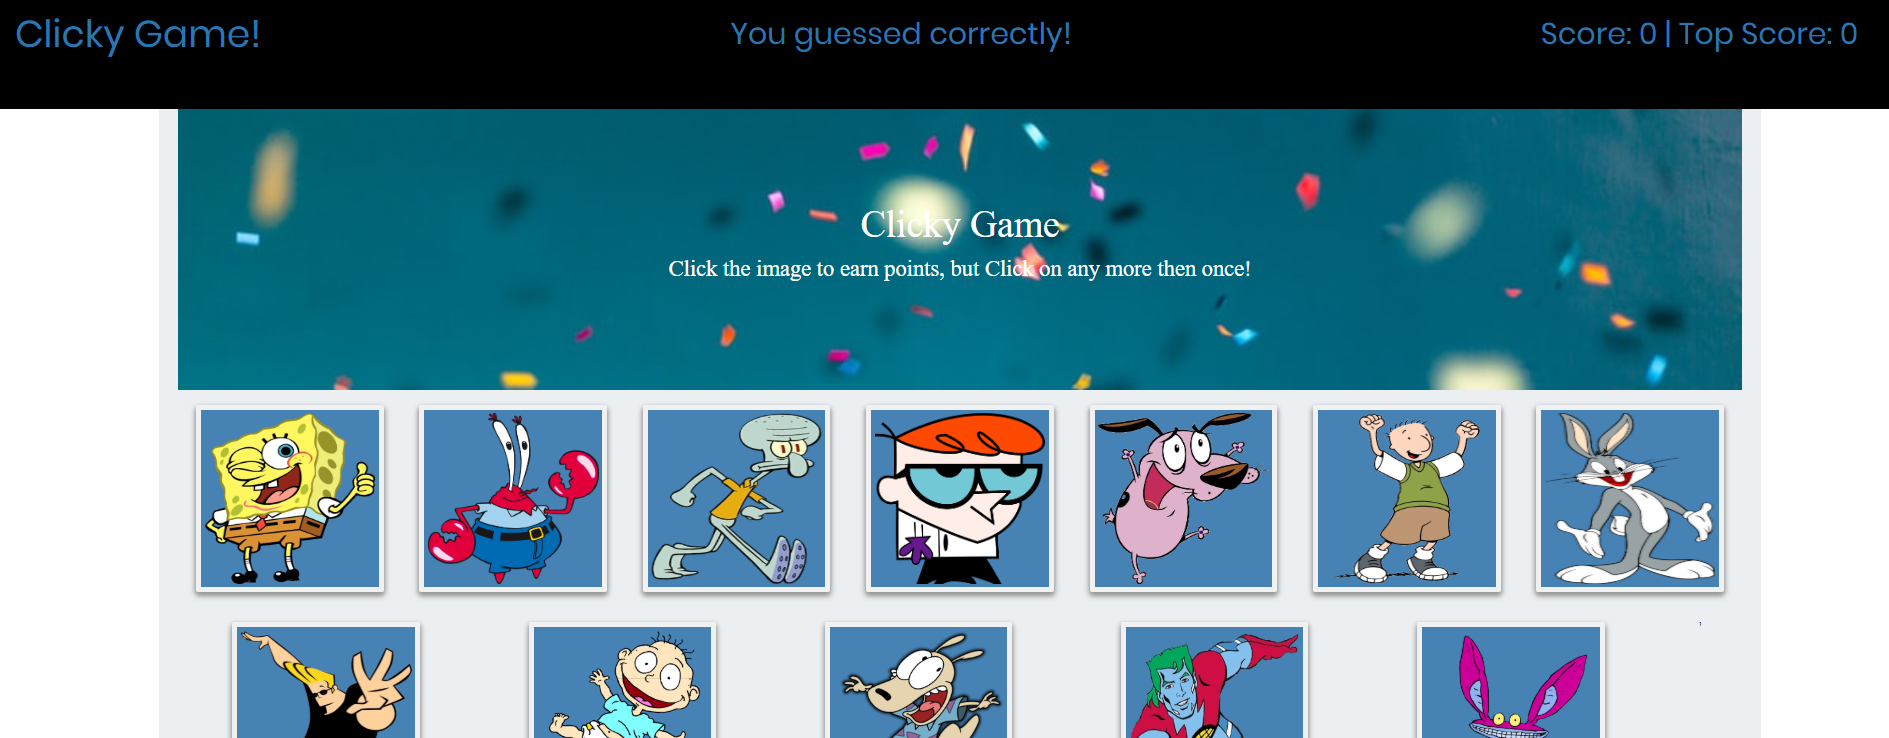 Clicky Game!
You guessed correctly!
Score: 0 | Top Score: 0
Clicky Game
Click the image to earn points, but Click on any more then once!
,